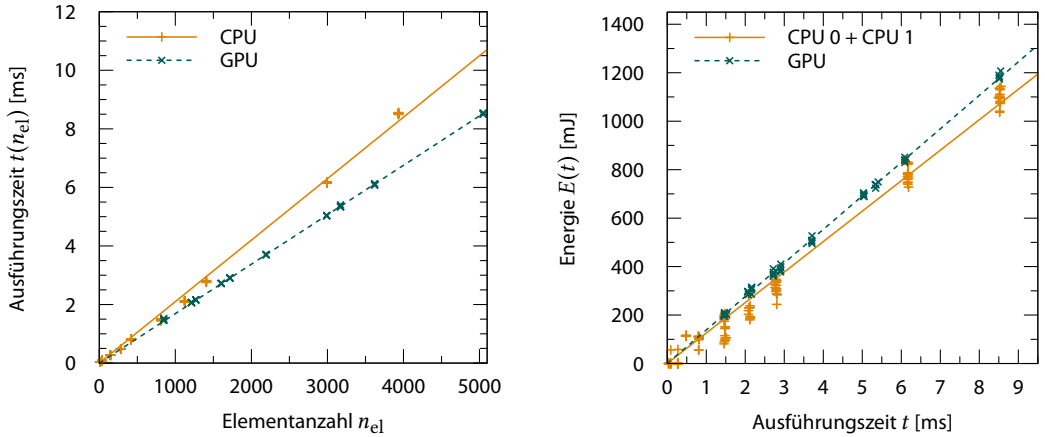 12
10
8
6
4
2
0
0 1000 2000 3000 4000 5000
Ausführungszeit t(nel) [ms]
Elementanzahl nel
CPU
GPU
1400
1200
1000
800
600
400
200
0
0 1 2 3 4 5 6 7 8 9
Energie E(t) [mJ]
Ausführungszeit t [ms]
CPU 0 + CPU 1
GPU